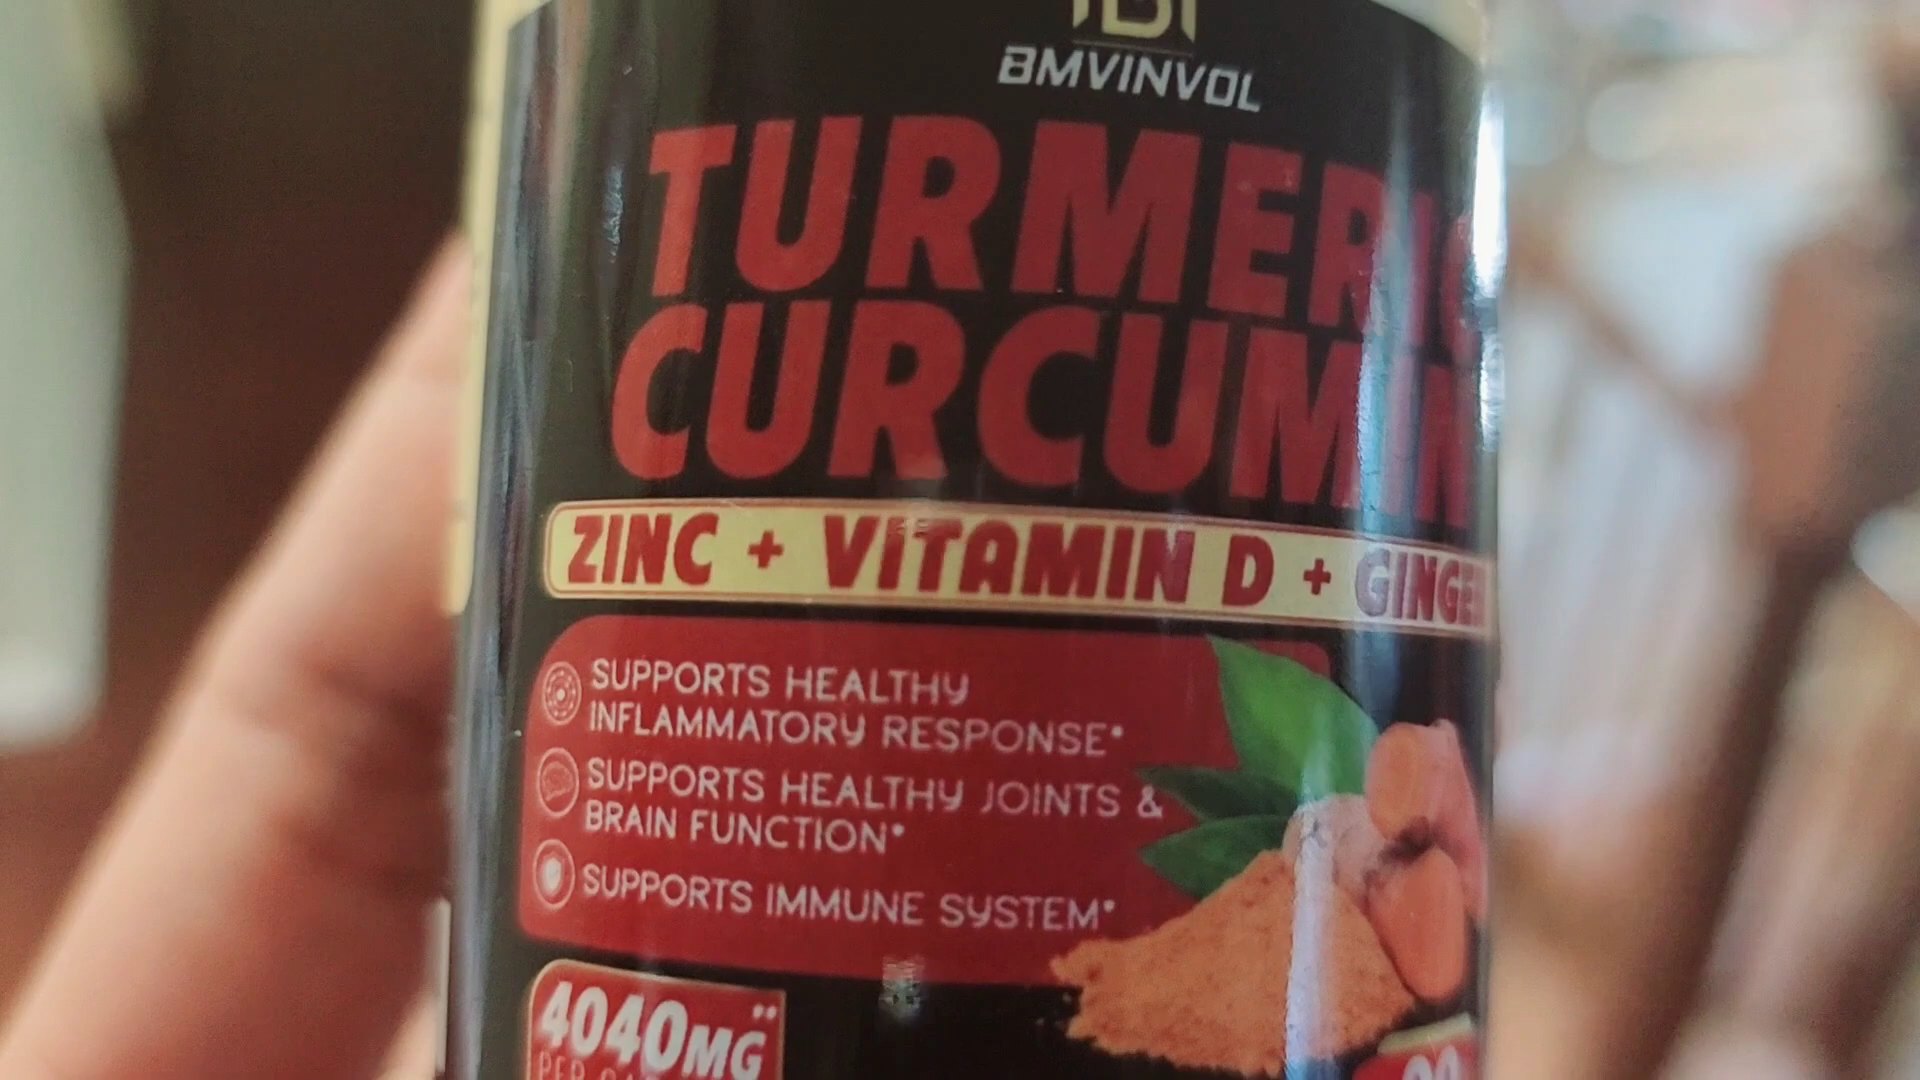 BMVINVOL
TURMERIC
CURCUMIN
ZINC + VITAMIN D + GINGE
SUPPORTS HEALTHY
INFLAMMATORY RESPONSE*
SUPPORTS HEALTHY JOINTS &
BRAIN FUNCTION*
SUPPORTS IMMUNE SYSTEM*
4040MG**
PER